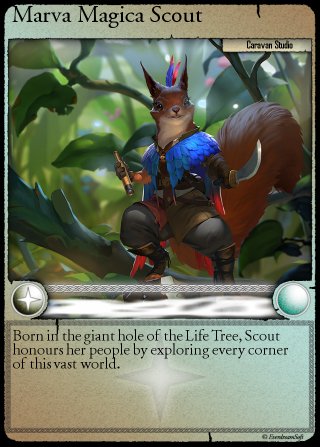 Marva Magica Scout
Caravan Studio
Born in the giant hole of the Life Tree, Scout
honours her people by exploring every corner
of this vast world.
© EverdreamSoft